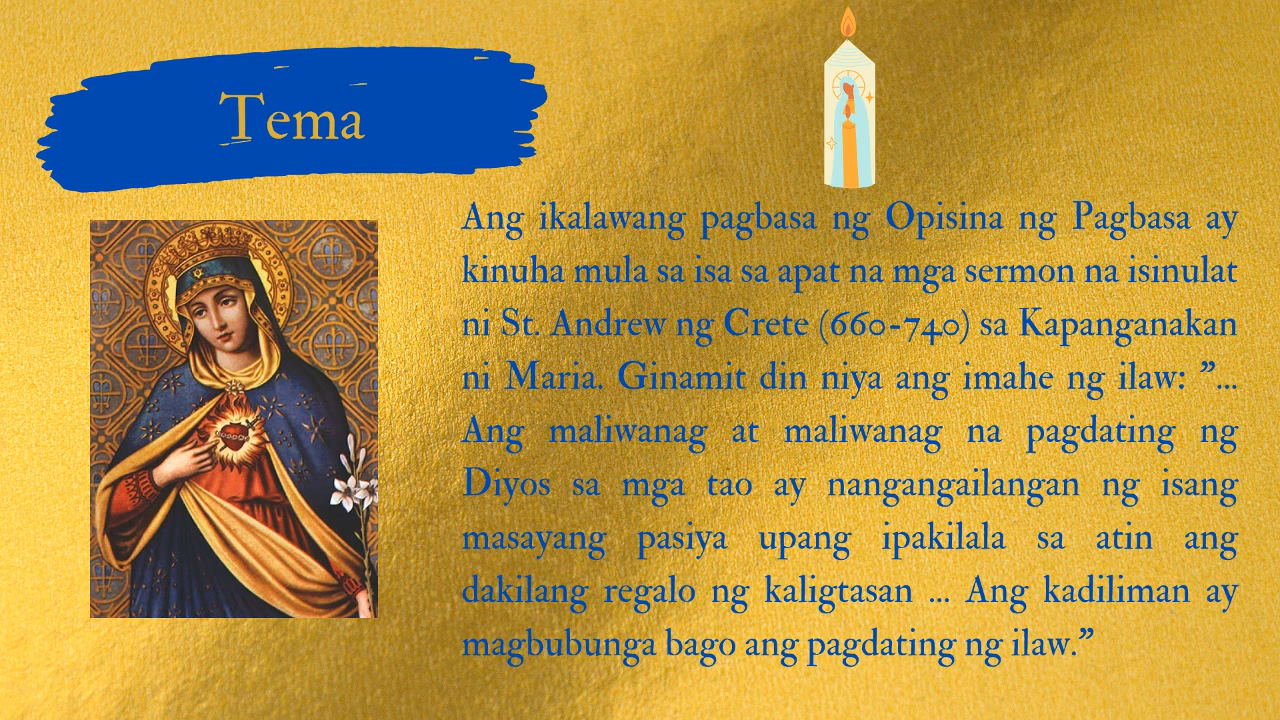 Tema
Ang ikalawang pagbasa ng Opisina ng Pagbasa ay
kinuha mula sa isa sa apat na mga sermon na isinulat
ni St. Andrew ng Crete (660-740) sa Kapanganakan
ni Maria. Ginamit din niya ang imahe ng ilaw: ”...
Ang maliwanag at maliwanag na pagdating ng
Diyos sa mga tao ay nangangailangan ng isang
masayang pasiya upang ipakilala sa atin ang
dakilang regalo ng kaligtasan ... Ang kadiliman ay
magbubunga bago ang pagdating ng ilaw.”